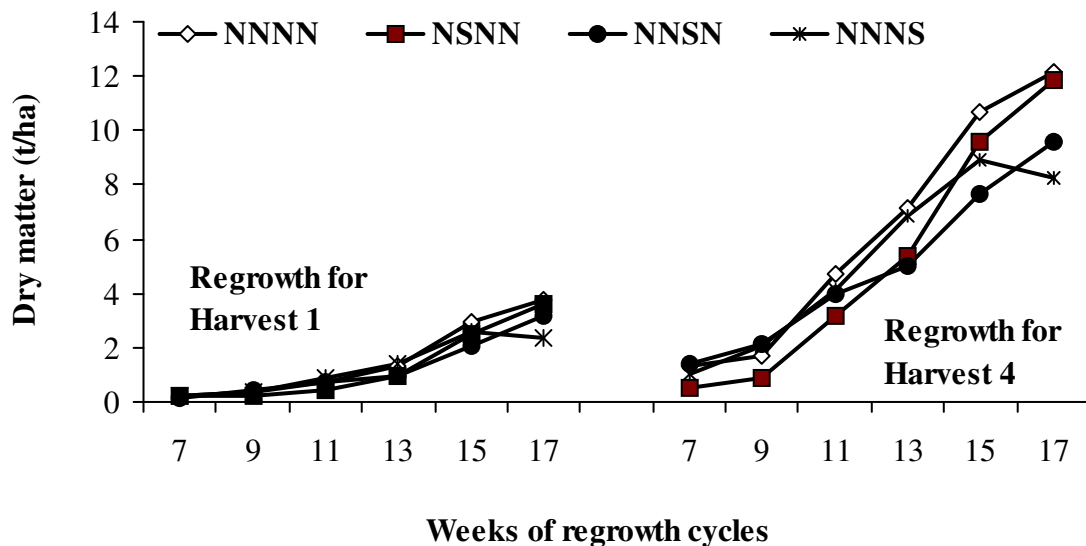 NNNN NSNN NNSN NNNS
14
12
10
8
6
4
2
0
Dry matter (t/ha)
Regrowth for
Harvest 1
Regrowth for
Harvest 4
7 9 11 13 15 17 7 9 11 13 15 17
Weeks of regrowth cycles